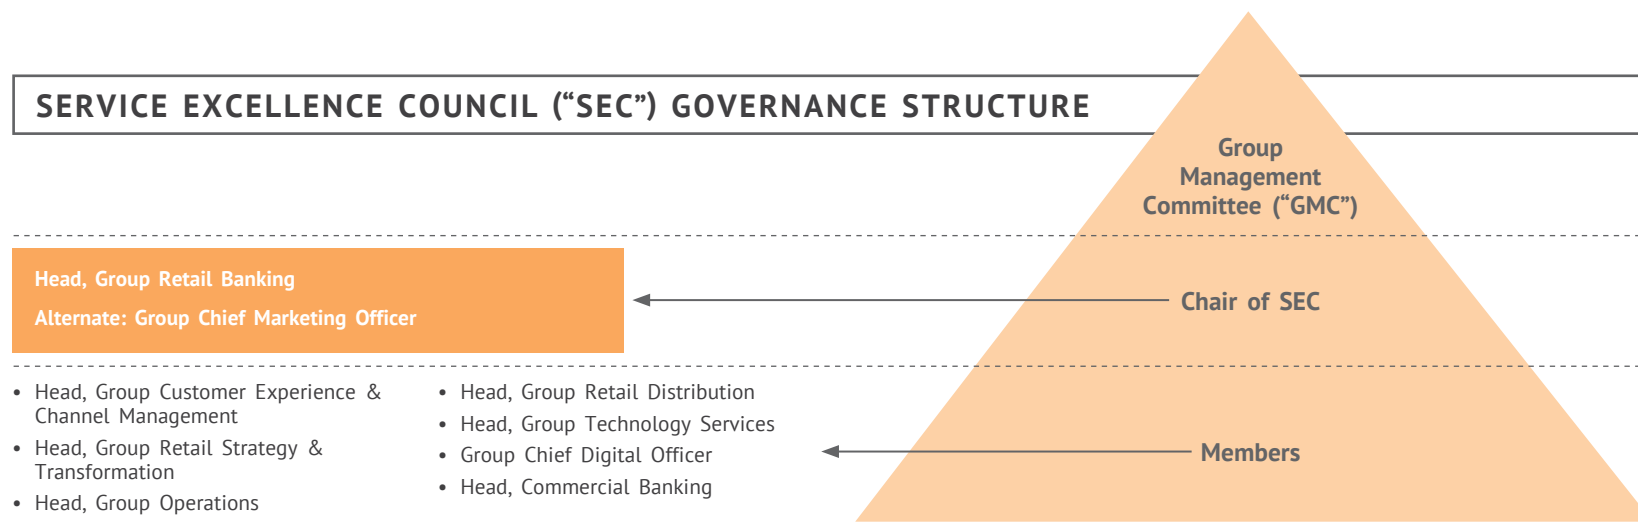 SERVICE EXCELLENCE COUNCIL (“SEC”) GOVERNANCE STRUCTURE
Group
Management
Committee (“GMC”)
Head, Group Retail Banking
Alternate: Group Chief Marketing Officer
Chair of SEC
• Head, Group Customer Experience &
Channel Management
• Head, Group Retail Strategy &
Transformation
• Head, Group Operations
• Head, Group Retail Distribution
• Head, Group Technology Services
• Group Chief Digital Officer
• Head, Commercial Banking
Members